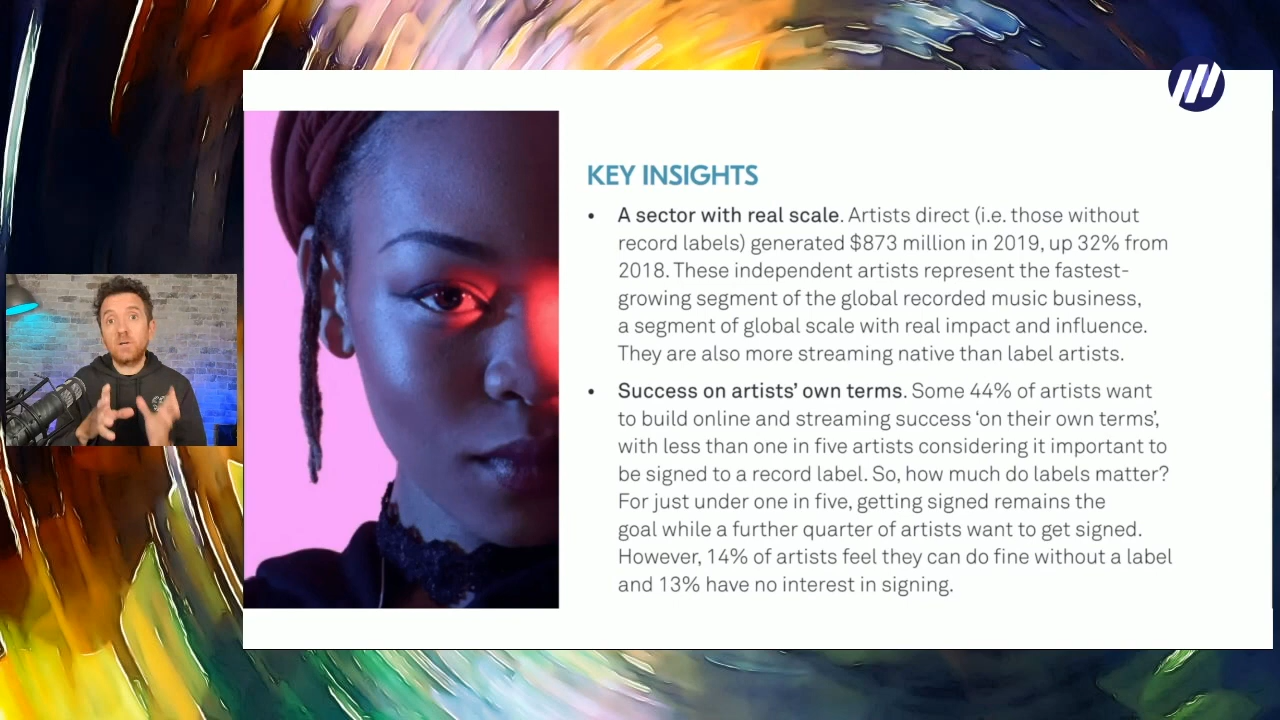 KEY INSIGHTS
• A sector with real scale. Artists direct (i.e. those without
record labels) generated $873 million in 2019, up 32% from
2018. These independent artists represent the fastest-
growing segment of the global recorded music business,
a segment of global scale with real impact and influence.
They are also more streaming native than label artists.
• Success on artists’ own terms. Some 44% of artists want
to build online and streaming success ‘on their own terms’,
with less than one in five artists considering it important to
be signed to a record label. So, how much do labels matter?
For just under one in five, getting signed remains the
goal while a further quarter of artists want to get signed.
However, 14% of artists feel they can do fine without a label
and 13% have no interest in signing.